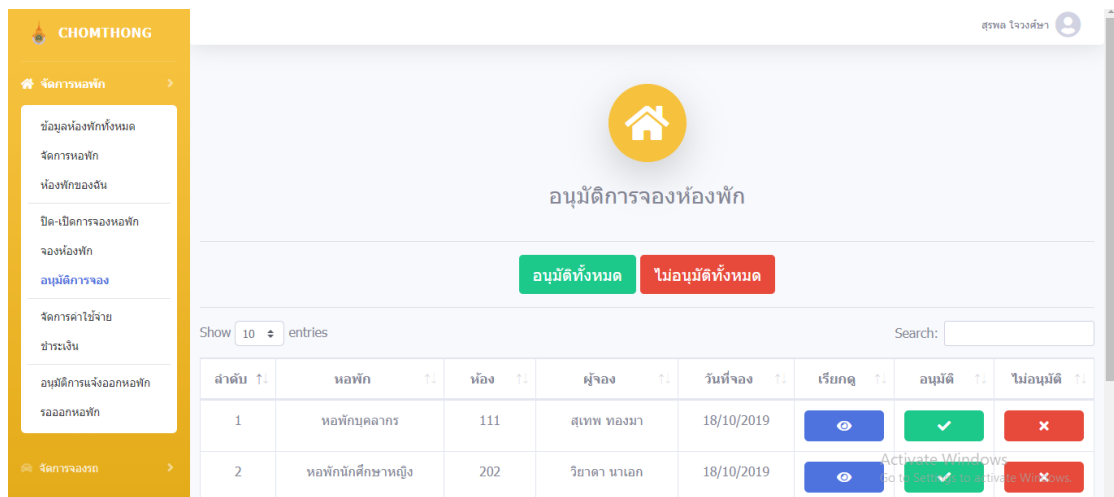 CHOMTHONG
สุรพล ใจวงศ์ษา
จัดการหอพัก
ข้อมูลห้องพักทั้งหมด
จัดการหอพัก
ห้องพักของฉัน
ปิด-เปิดการจองหอพัก
จองห้องพัก
อนุมัติการจอง
จัดการค่าใช้จ่าย
ชำระเงิน
อนุมัติการแจ้งออกหอพัก
รอออกหอพัก
จัดการจองรถ
อนุมัติการจองห้องพัก
อนุมัติทั้งหมด ไม่อนุมัติทั้งหมด
Show 10 entries Search:
ลำดับ หอพัก ห้อง ผู้จอง วันที่จอง เรียกดู อนุมัติ ไม่อนุมัติ
1 หอพักบุคลากร 111 สุเทพ ทองมา 18/10/2019
2 หอพักนักศึกษาหญิง 202 วิยาดา นาเอก 18/10/2019
Activate Windows
Go to Settings to activate Windows.